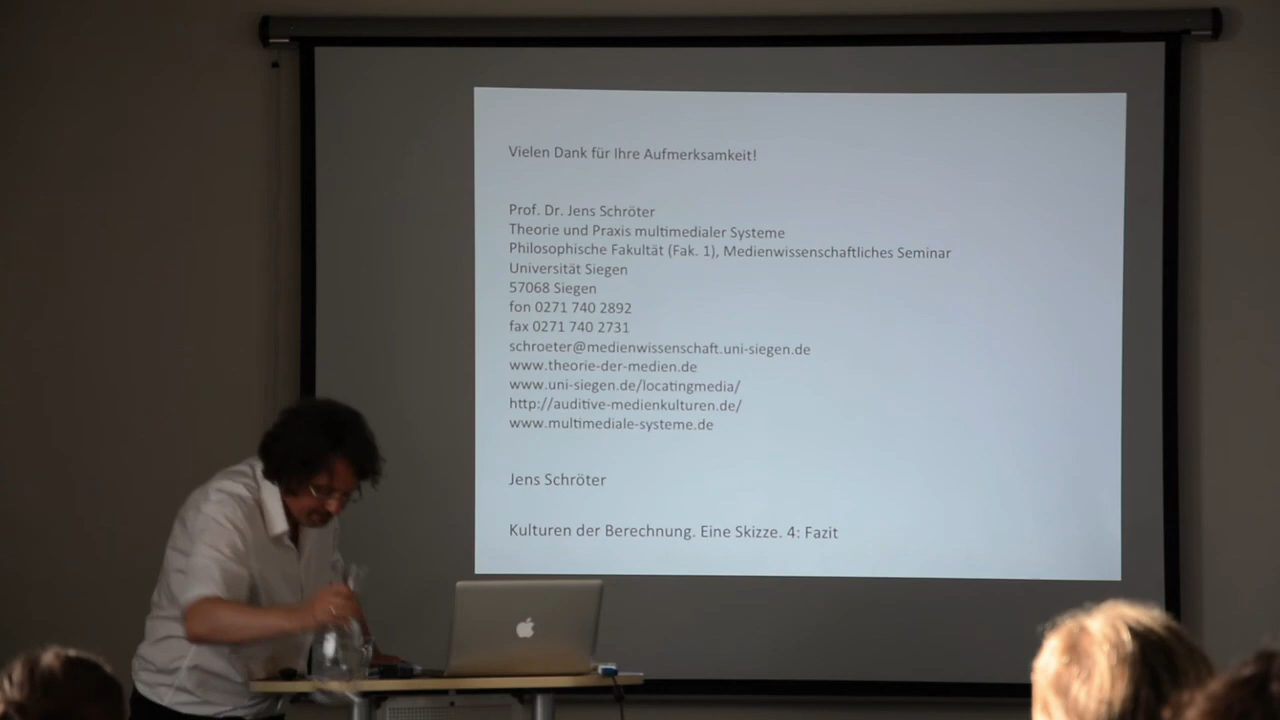 Vielen Dank für Ihre Aufmerksamkeit!
Prof. Dr. Jens Schröter
Theorie und Praxis multimedialer Systeme
Philosophische Fakultät (Fak. 1), Medienwissenschaftliches Seminar
Universität Siegen
57068 Siegen
fon 0271 740 2892
fax 0271 740 2731
schroeter@medienwissenschaft.uni-siegen.de
www.theorie-der-medien.de
www.uni-siegen.de/locatingmedia/
http://auditive-medienkulturen.de/
www.multimediale-systeme.de
Jens Schröter
Kulturen der Berechnung. Eine Skizze. 4: Fazit